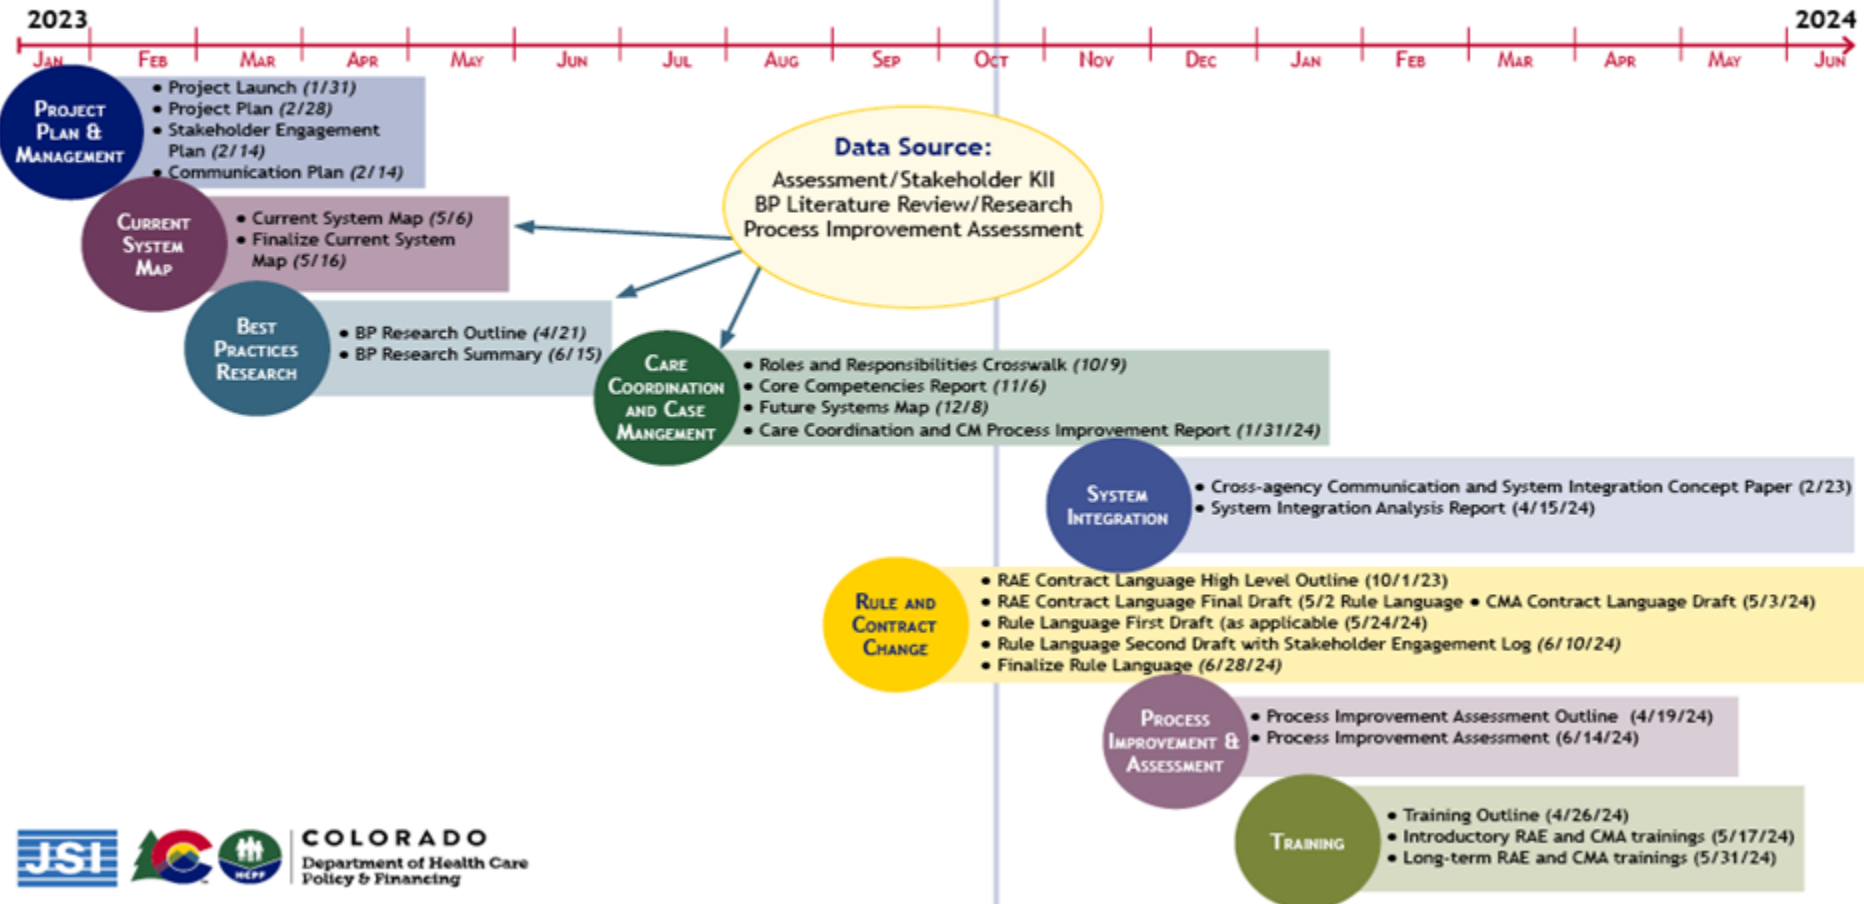 2023
2024
JAN FEB MAR APR MAY JUN JUL AUG SEP OCT NOV DEC JAN FEB MAR APR MAY JUN
PROJECT
PLAN &
MANAGEMENT
• Project Launch (1/31)
• Project Plan (2/28)
• Stakeholder Engagement
Plan (2/14)
• Communication Plan (2/14)
Data Source:
Assessment/Stakeholder KII
BP Literature Review/Research
Process Improvement Assessment
CURRENT
SYSTEM
MAP
• Current System Map (5/6)
• Finalize Current System
Map (5/16)
BEST
PRACTICES
RESEARCH
• BP Research Outline (4/21)
• BP Research Summary (6/15)
CARE
COORDINATION
AND CASE
MANGEMENT
• Roles and Responsibilities Crosswalk (10/9)
• Core Competencies Report (11/6)
• Future Systems Map (12/8)
• Care Coordination and CM Process Improvement Report (1/31/24)
SYSTEM
INTEGRATION
• Cross-agency Communication and System Integration Concept Paper (2/23)
• System Integration Analysis Report (4/15/24)
RULE AND
CONTRACT
CHANGE
• RAE Contract Language High Level Outline (10/1/23)
• RAE Contract Language Final Draft (5/2 Rule Language • CMA Contract Language Draft (5/3/24)
• Rule Language First Draft (as applicable (5/24/24)
• Rule Language Second Draft with Stakeholder Engagement Log (6/10/24)
• Finalize Rule Language (6/28/24)
PROCESS
IMPROVEMENT &
ASSESSMENT
• Process Improvement Assessment Outline (4/19/24)
• Process Improvement Assessment (6/14/24)
TRAINING
• Training Outline (4/26/24)
• Introductory RAE and CMA trainings (5/17/24)
• Long-term RAE and CMA trainings (5/31/24)
JSI
HCPF
COLORADO
Department of Health Care
Policy & Financing